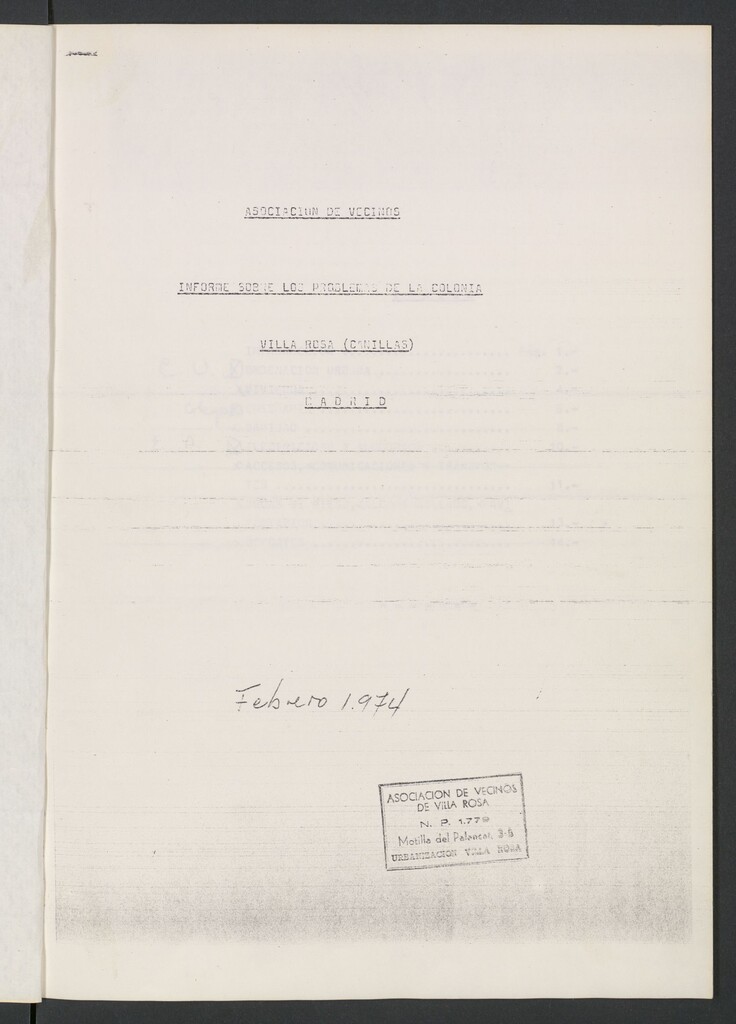 ASOCIACION DE VECINOS
INFORME SOBRE LOS PROBLEMAS DE LA COLONIA
VILLA ROSA (CANILLAS)
M A D R I D
Febrero 1.974
ASOCIACION DE VECINOS
DE VILLA ROSA
N. P. 1.779
Motilla del Palancar, 3-5
URBANIZACION VILLA ROSA